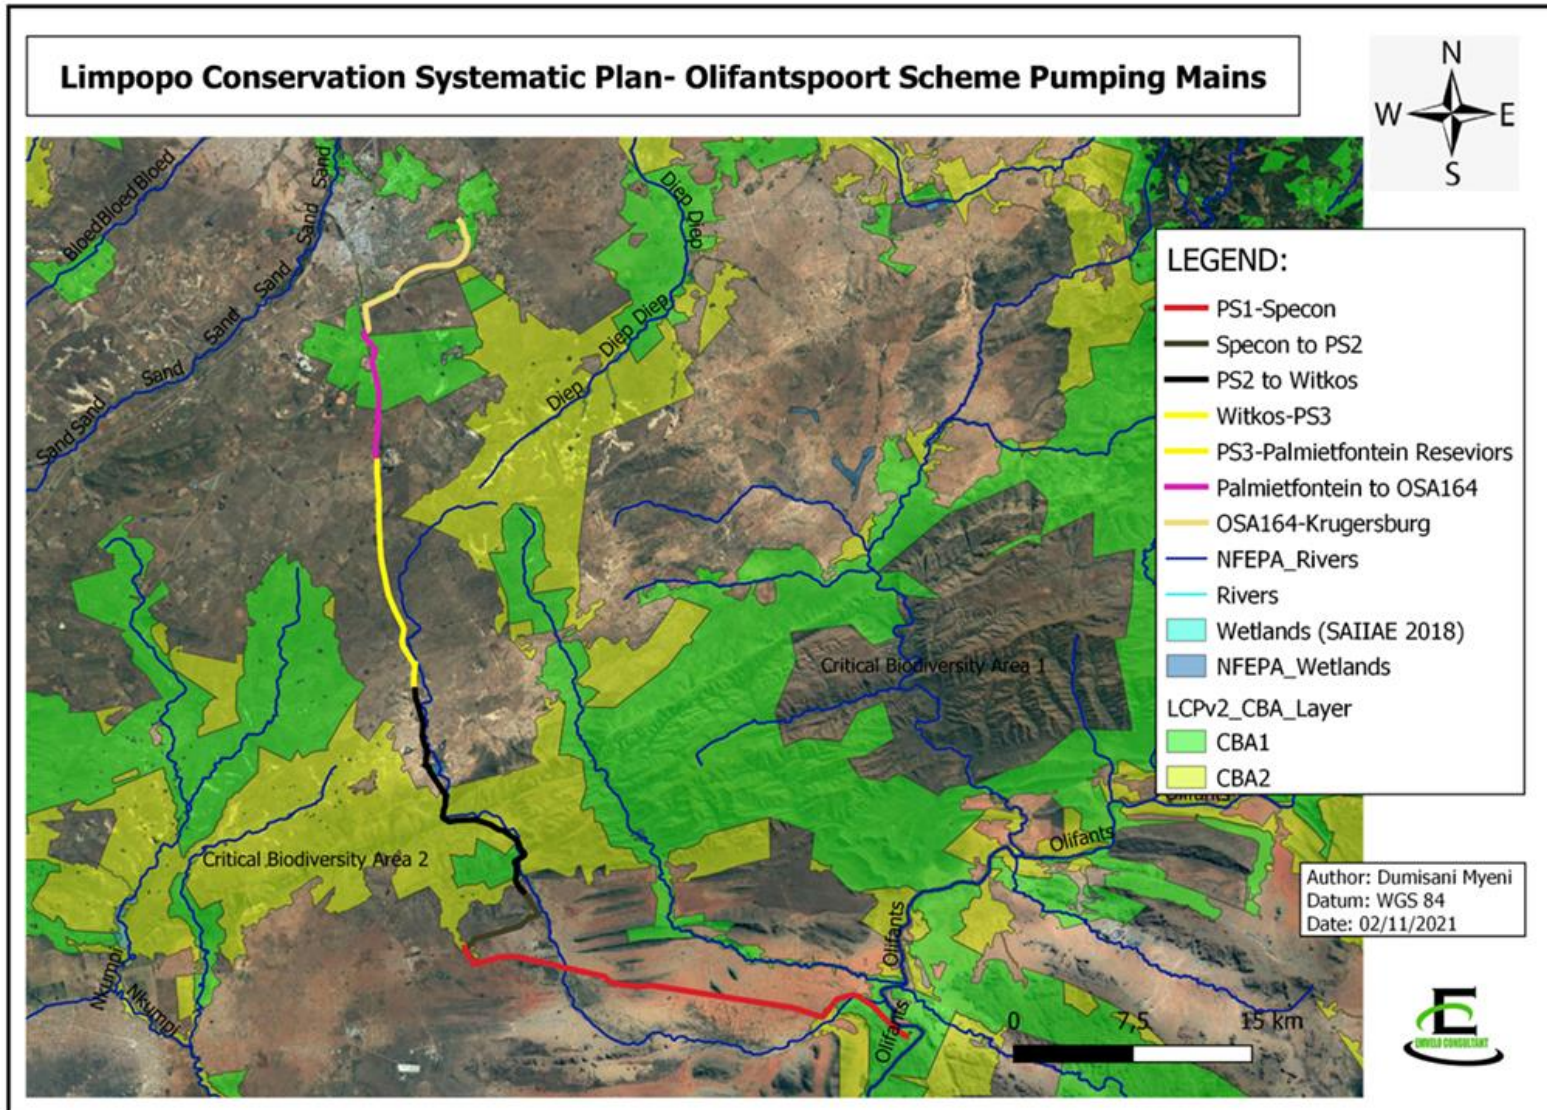 Limpopo Conservation Systematic Plan- Olifantspoort Scheme Pumping Mains
N
W
E
S
Bloed
Bloed
Bloed
Sand
Sand
Sand
Sand
Sand
Sand
Sand
Sand
Diep
Diep
Diep
Diep
Diep
LEGEND:
PS1-Specon
Specon to PS2
PS2 to Witkos
Witkos-PS3
PS3-Palmietfontein Reseviors
Palmietfontein to OSA164
OSA164-Krugersburg
NFEPA_Rivers
Rivers
Wetlands (SAIIAE 2018)
NFEPA_Wetlands
LCPv2_CBA_Layer
CBA1
CBA2
Critical Biodiversity Area 1
Critical Biodiversity Area 2
Olifants
Olifants
Olifants
Olifants
Nkumpi
Nkumpi
0 7,5 15 km
Author: Dumisani Myeni
Datum: WGS 84
Date: 02/11/2021
E
EMVELO CONSULTANT